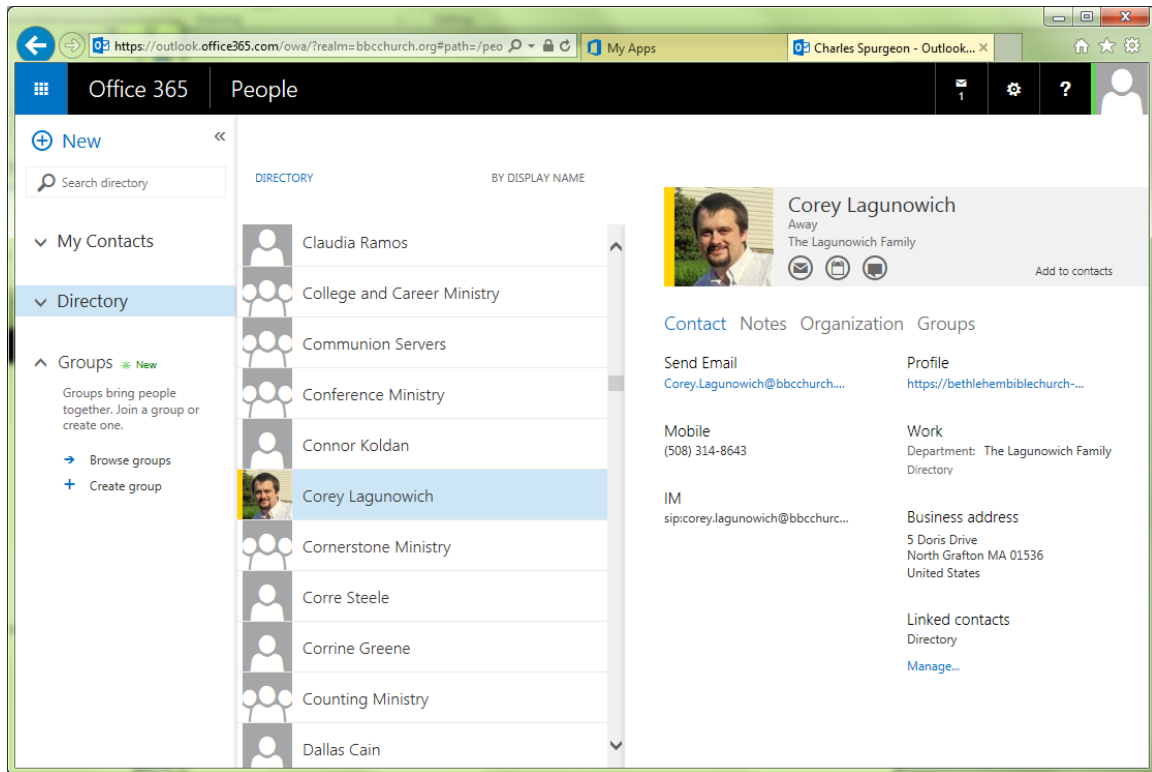 https://outlook.office365.com/owa/?realm=bbcchurch.org#path=/peo
My Apps
Charles Spurgeon - Outlook...
Office 365
People
1
?
New
Search directory
My Contacts
Directory
Groups
New
Groups bring people
together. Join a group or
create one.
Browse groups
Create group
DIRECTORY
BY DISPLAY NAME
Claudia Ramos
College and Career Ministry
Communion Servers
Conference Ministry
Connor Koldan
Corey Lagunowich
Cornerstone Ministry
Corre Steele
Corrine Greene
Counting Ministry
Dallas Cain
Corey Lagunowich
Away
The Lagunowich Family
Add to contacts
Contact Notes Organization Groups
Send Email
Corey.Lagunowich@bbcchurch....
Mobile
(508) 314-8643
IM
sip:corey.lagunowich@bbcchurc...
Profile
https://bethlehembiblechurch-...
Work
Department: The Lagunowich Family
Directory
Business address
5 Doris Drive
North Grafton MA 01536
United States
Linked contacts
Directory
Manage...